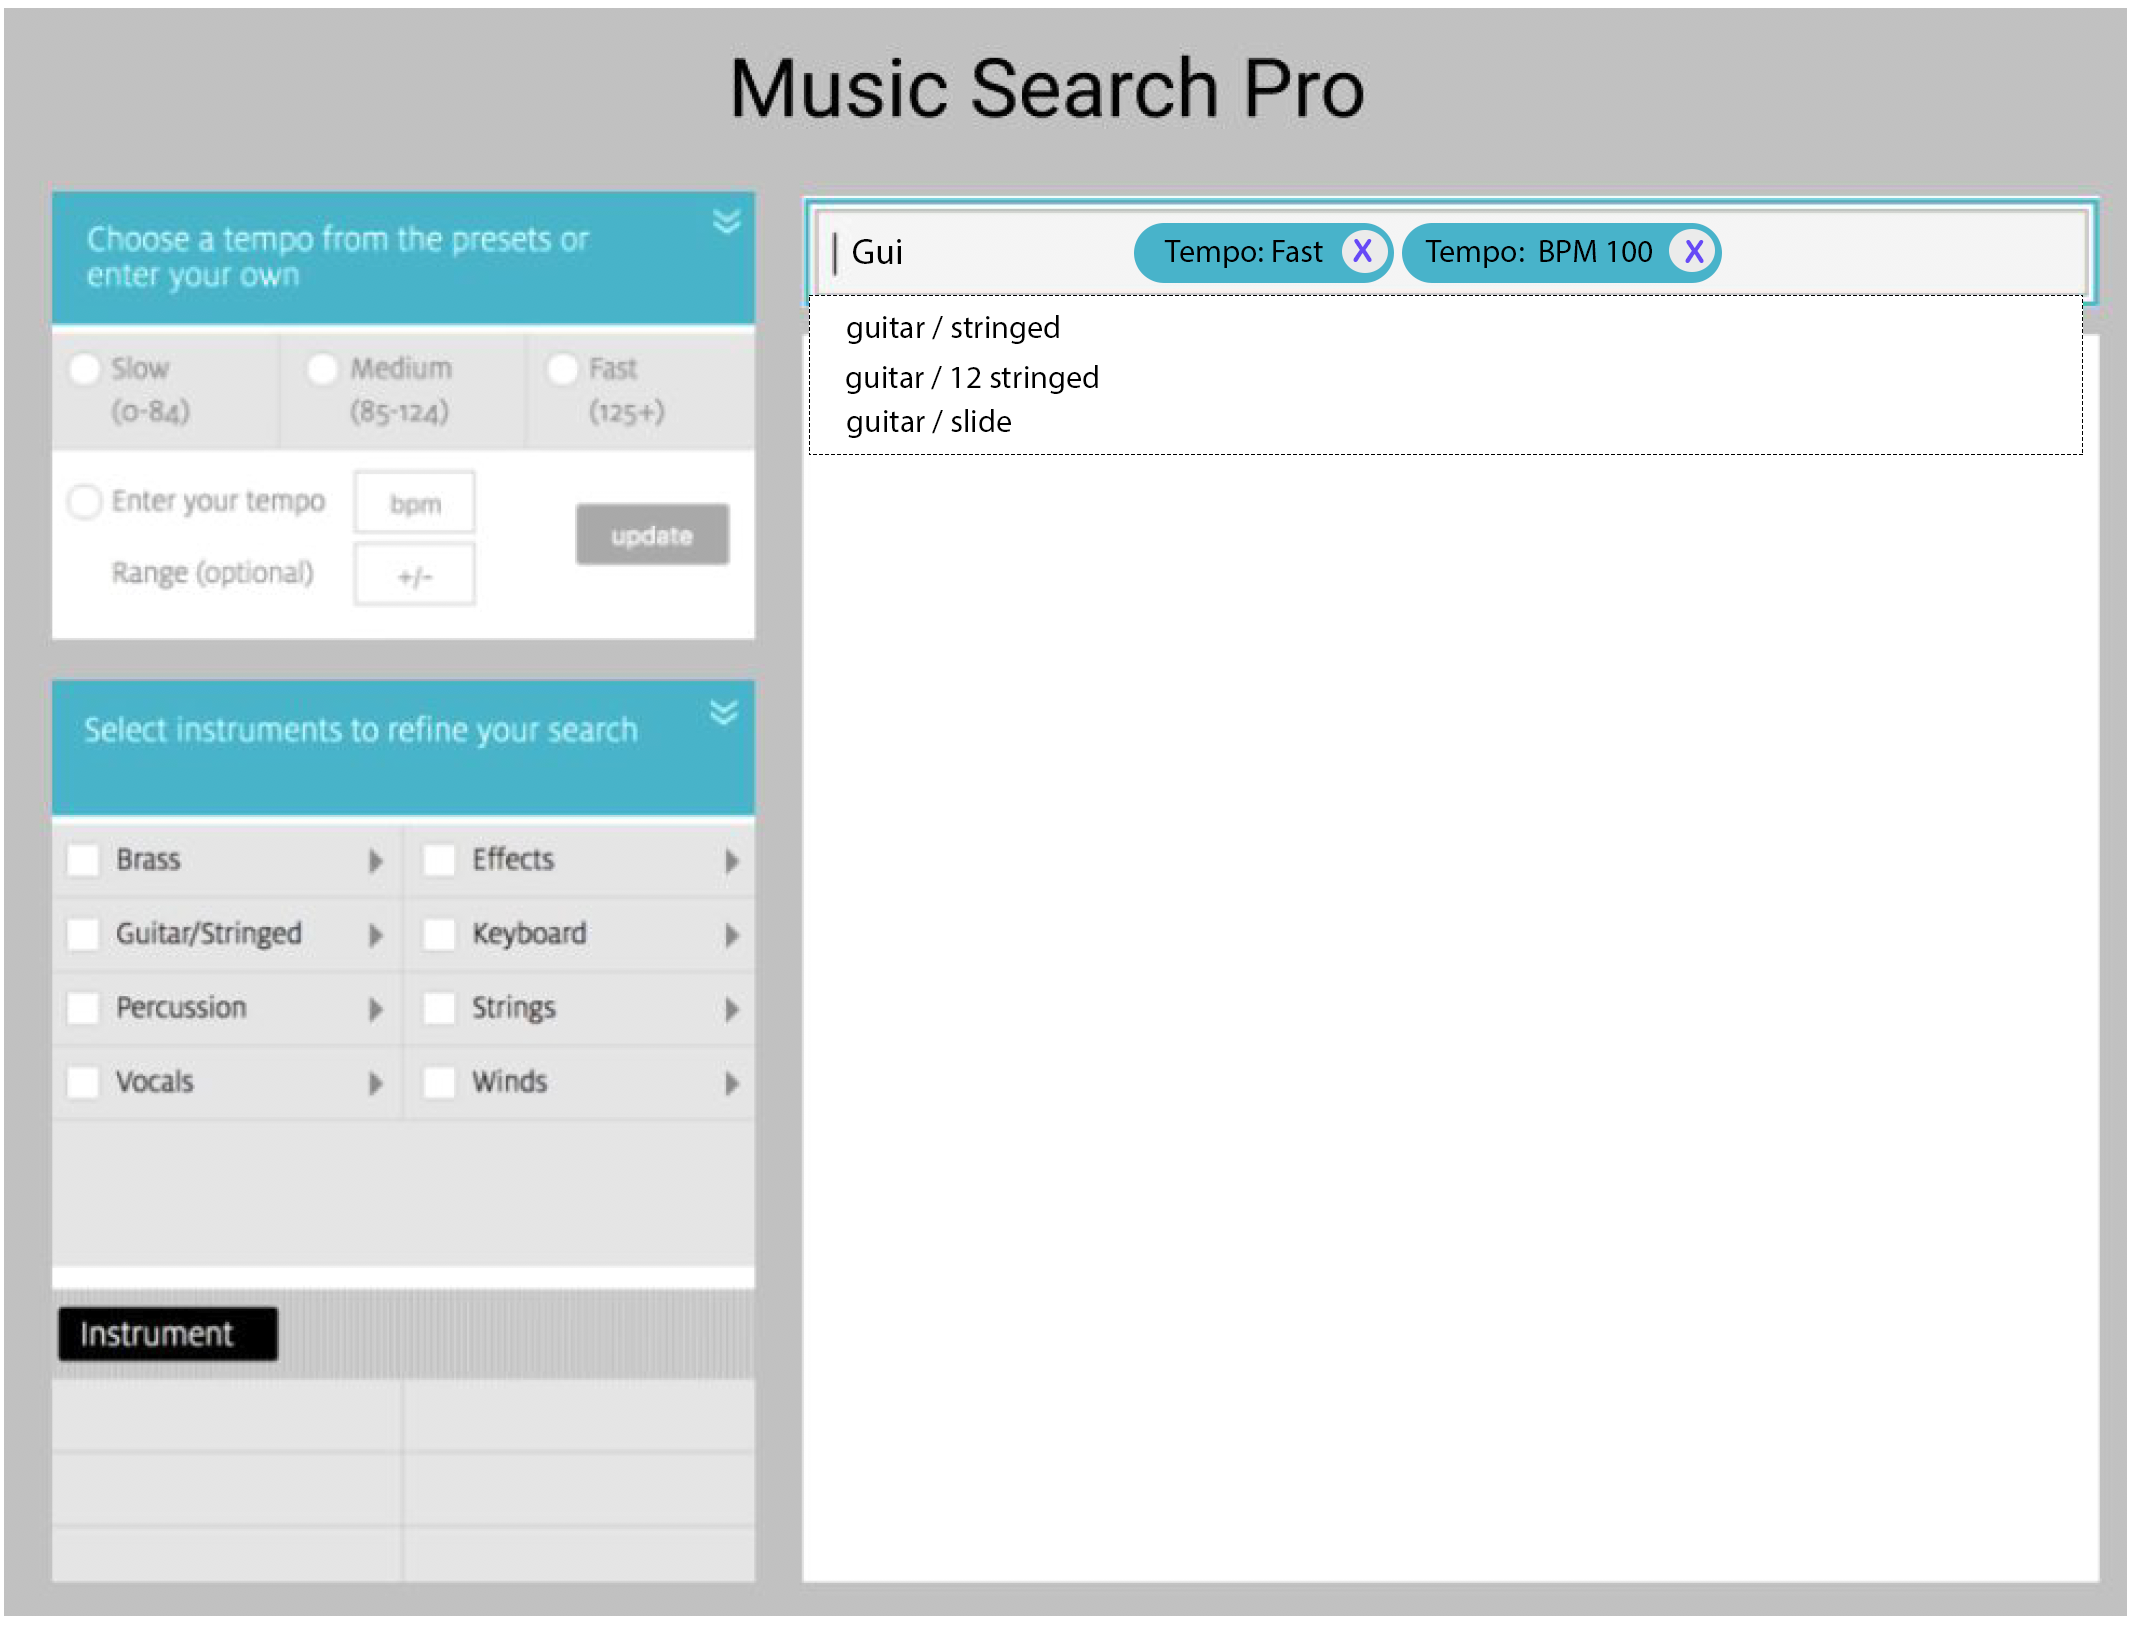 Music Search Pro
Choose a tempo from the presets or
enter your own
Slow
(0-84)
Medium
(85-124)
Fast
(125+)
Enter your tempo
bpm
Range (optional)
+/-
update
Select instruments to refine your search
Brass
Effects
Guitar/Stringed
Keyboard
Percussion
Strings
Vocals
Winds
Instrument
Gui
Tempo: Fast X
Tempo: BPM 100 X
guitar / stringed
guitar / 12 stringed
guitar / slide